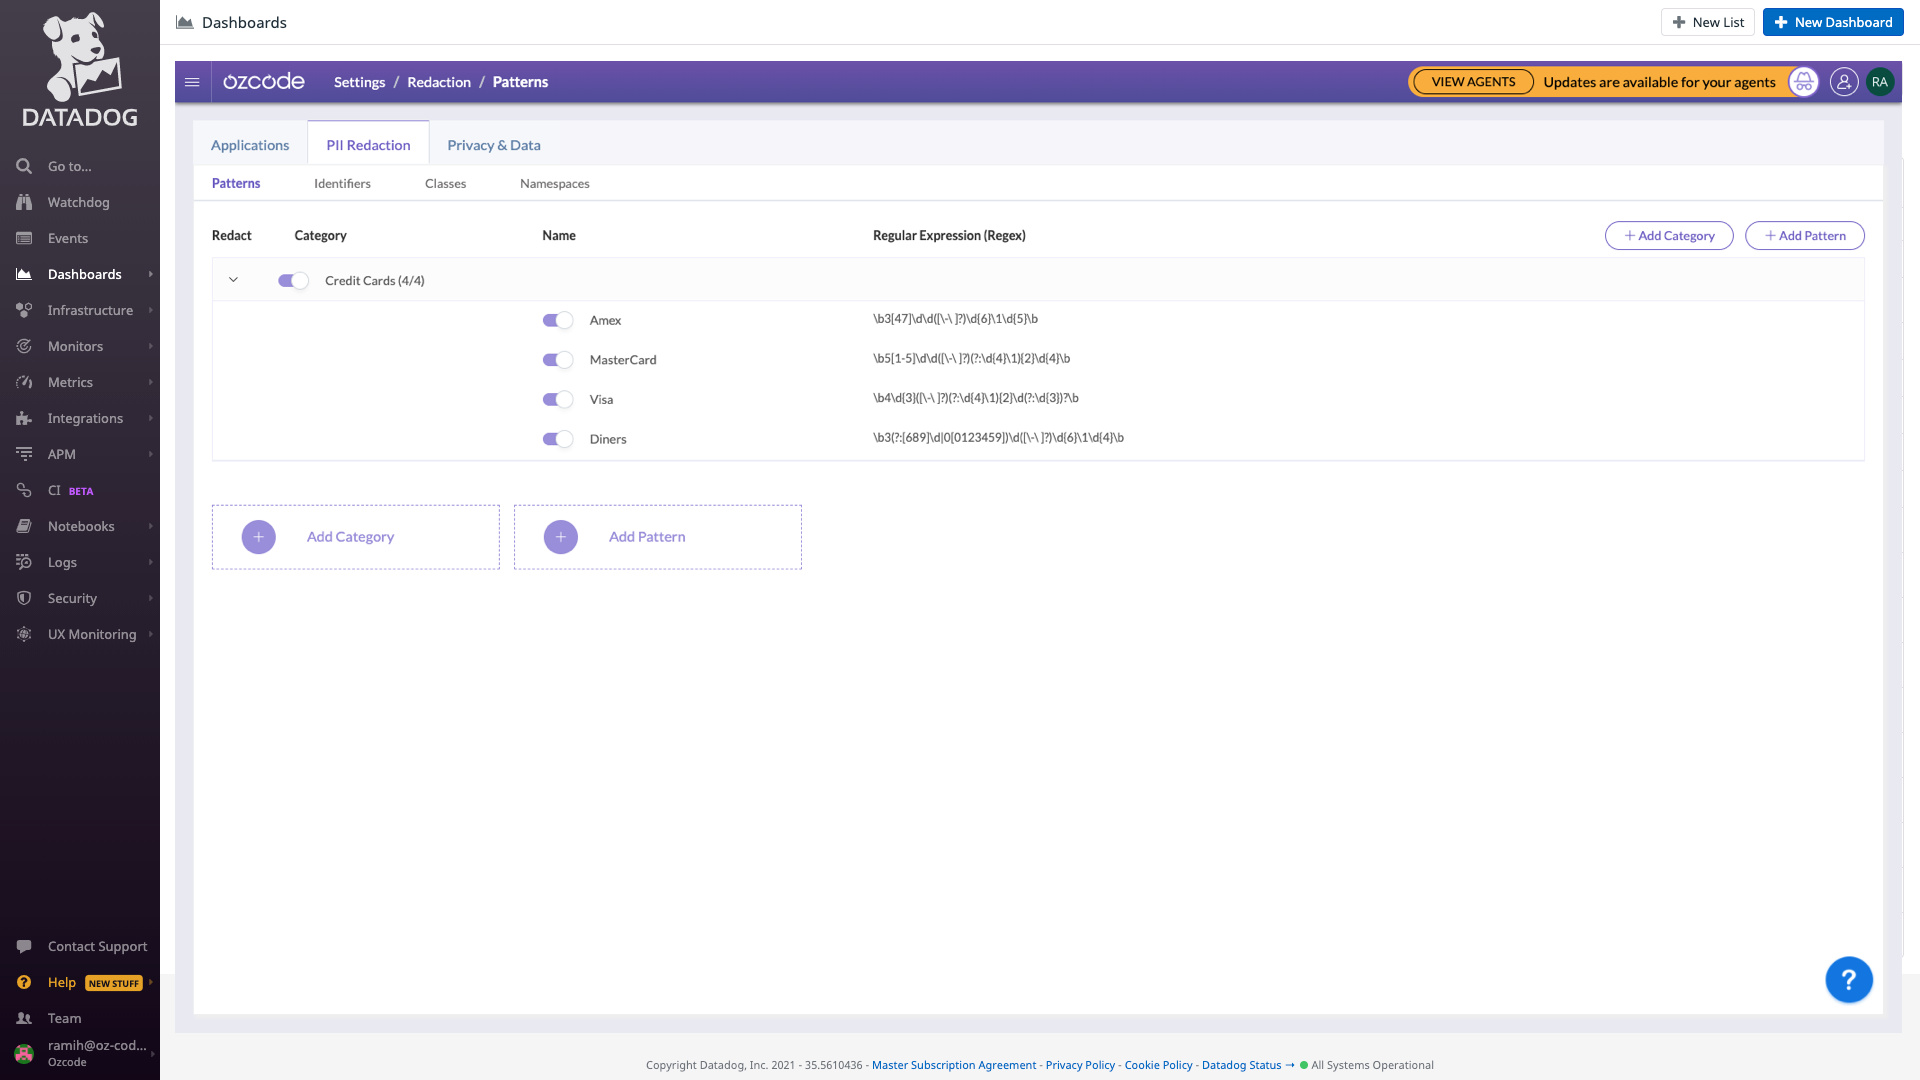 DATADOG
Go to...
Watchdog
Events
Dashboards
Infrastructure
Monitors
Metrics
Integrations
APM
CI BETA
Notebooks
Logs
Security
UX Monitoring
Contact Support
Help NEW STUFF
Team
ramih@oz-cod...
Ozcode
Dashboards
New List
New Dashboard
ozcode
Settings / Redaction / Patterns
VIEW AGENTS Updates are available for your agents
RA
Applications PII Redaction Privacy & Data
Patterns Identifiers Classes Namespaces
Redact Category Name Regular Expression (Regex) + Add Category + Add Pattern
Credit Cards (4/4)
Amex \b3[47]\d\d([\-\ ]?)\d{6}\1\d{5}\b
MasterCard \b5[1-5]\d\d([\-\ ]?)(?:\d{4}\1){2}\d{4}\b
Visa \b4\d{3}([\-\ ]?)(?:\d{4}\1){2}\d(?:\d{3})?\b
Diners \b3(?:[689]\d|0[0123459])\d([\-\ ]?)\d{6}\1\d{4}\b
+ Add Category + Add Pattern
?
Copyright Datadog, Inc. 2021 - 35.5610436 - Master Subscription Agreement - Privacy Policy - Cookie Policy - Datadog Status → All Systems Operational